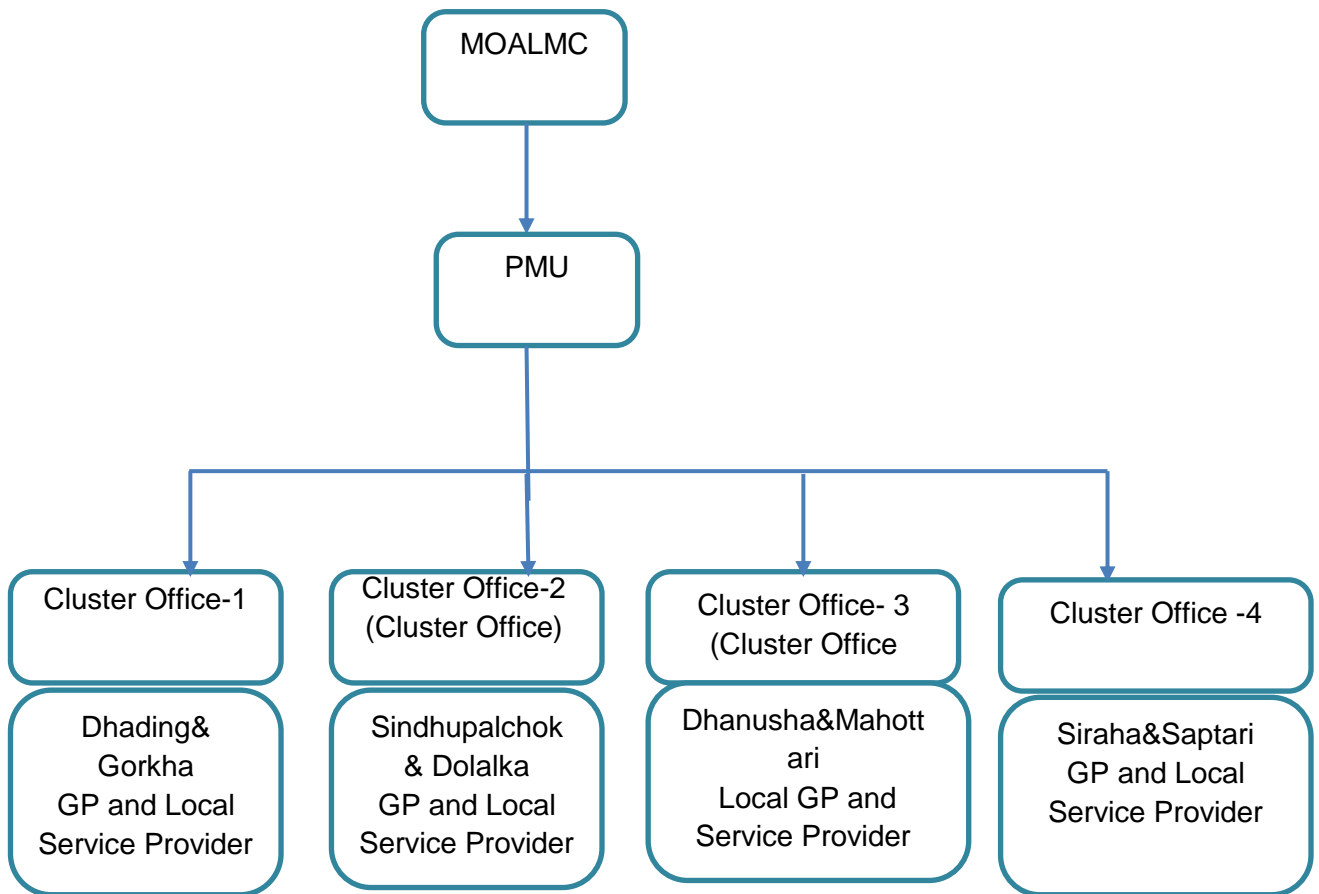 MOALMC
PMU
Cluster Office-1
Cluster Office-2
(Cluster Office)
Cluster Office- 3
(Cluster Office
Cluster Office -4
Dhading&
Gorkha
GP and Local
Service Provider
Sindhupalchok
& Dolalka
GP and Local
Service Provider
Dhanusha&Mahott
ari
Local GP and
Service Provider
Siraha&Saptari
GP and Local
Service Provider